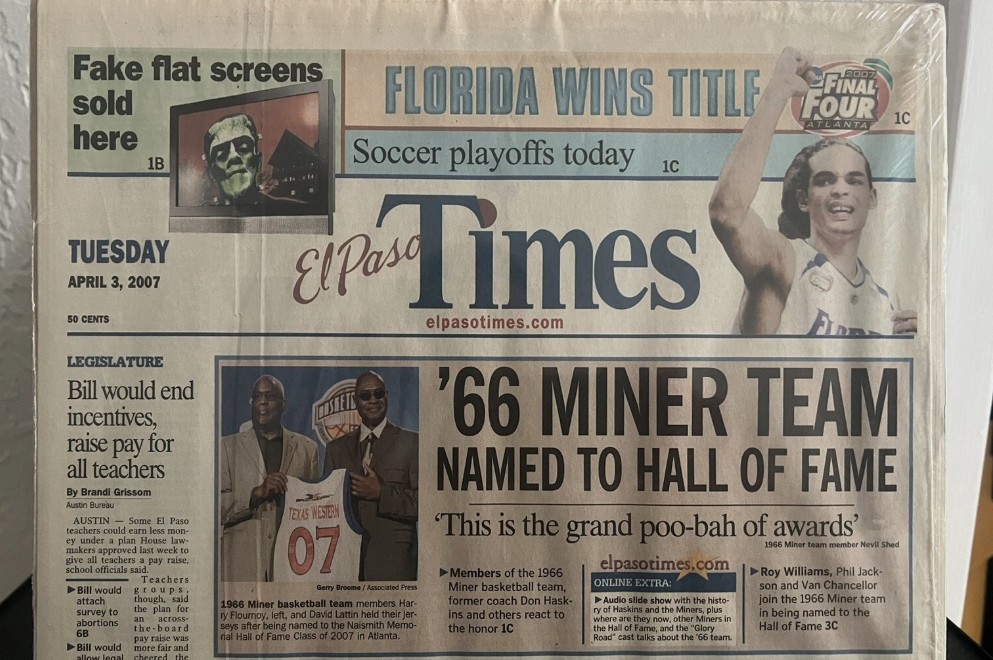 Fake flat screens
sold
here
1B
FLORIDA WINS TITLE
2007
FINAL
FOUR
ATLANTA
1C
Soccer playoffs today 1C
El Paso Times
elpasotimes.com
TUESDAY
APRIL 3, 2007
50 CENTS
LEGISLATURE
Bill would end
incentives,
raise pay for
all teachers
By Brandi Grissom
Austin Bureau
AUSTIN — Some El Paso
teachers could earn less mon-
ey under a plan House law-
makers approved last week to
give all teachers a pay raise,
school officials said.
Teachers
groups,
though, said
the plan for
an across-
the-board
pay raise was
more fair and
cheered the
▶Bill would
attach
survey to
abortions
6B
▶Bill would
allow legal
BASKETB
TEXAS WESTERN
07
Gerry Broome / Associated Press
1966 Miner basketball team members Har-
ry Flournoy, left, and David Lattin held their jer-
seys after being named to the Naismith Memo-
rial Hall of Fame Class of 2007 in Atlanta.
'66 MINER TEAM
NAMED TO HALL OF FAME
'This is the grand poo-bah of awards'
1966 Miner team member Nevil Shed
▶Members of the 1966
Miner basketball team,
former coach Don Hask-
ins and others react to
the honor 1C
elpasotimes.com
ONLINE EXTRA:
▶Audio slide show with the histo-
ry of Haskins and the Miners, plus
where are they now, other Miners in
the Hall of Fame, and the "Glory
Road" cast talks about the '66 team.
▶Roy Williams, Phil Jack-
son and Van Chancellor
join the 1966 Miner team
in being named to the
Hall of Fame 3C